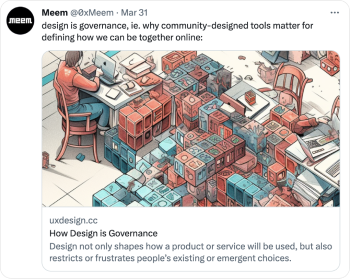 meem
Meem @0xMeem · Mar 31
design is governance, ie. why community-designed tools matter for
defining how we can be together online:
uxdesign.cc
How Design is Governance
Design not only shapes how a product or service will be used, but also
restricts or frustrates people's existing or emergent choices.